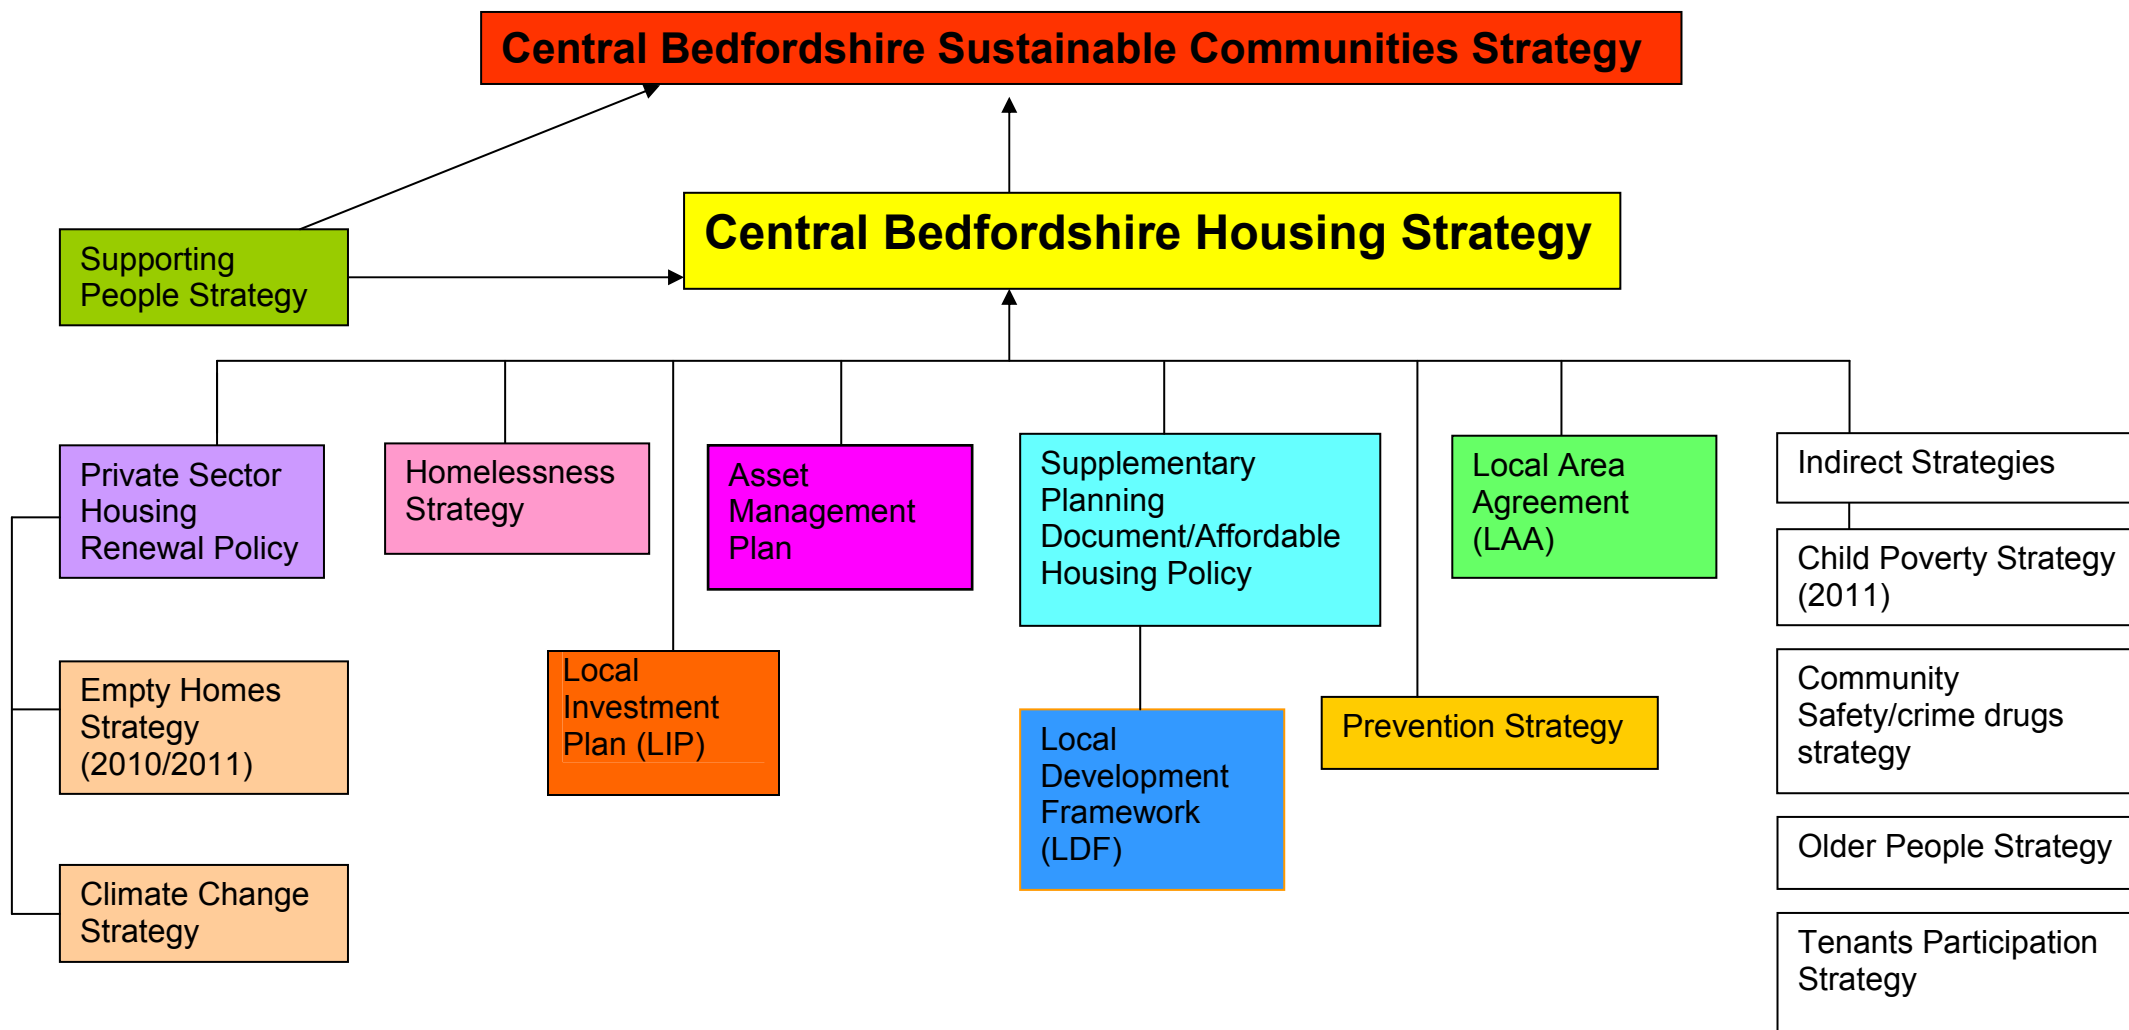 Central Bedfordshire Sustainable Communities Strategy
Central Bedfordshire Housing Strategy
Supporting
People Strategy
Private Sector
Housing
Renewal Policy
Homelessness
Strategy
Asset
Management
Plan
Supplementary
Planning
Document/Affordable
Housing Policy
Local Area
Agreement
(LAA)
Indirect Strategies
Child Poverty Strategy
(2011)
Empty Homes
Strategy
(2010/2011)
Local
Investment
Plan (LIP)
Local
Development
Framework
(LDF)
Prevention Strategy
Community
Safety/crime drugs
strategy
Older People Strategy
Climate Change
Strategy
Tenants Participation
Strategy